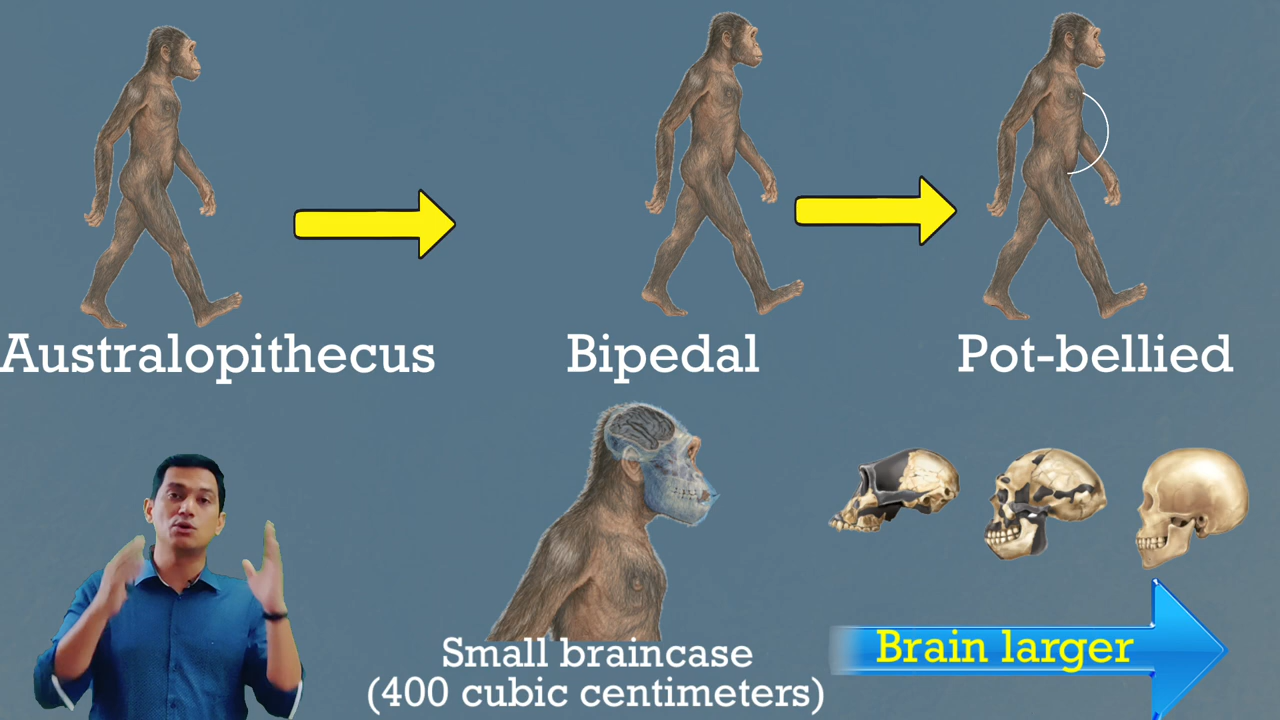 Australopithecus
Bipedal
Pot-bellied
Small braincase
(400 cubic centimeters)
Brain larger